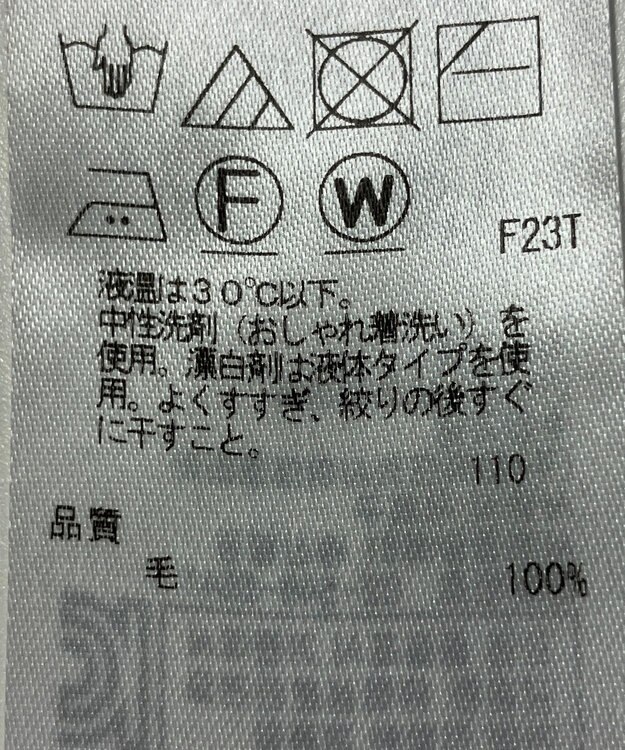 F
W
F23T
液温は30℃以下。
中性洗剤（おしゃれ着洗い）を
使用。漂白剤は液体タイプを使
用。よくすすぎ、絞りの後すぐ
に干すこと。
110
品質
毛 100%